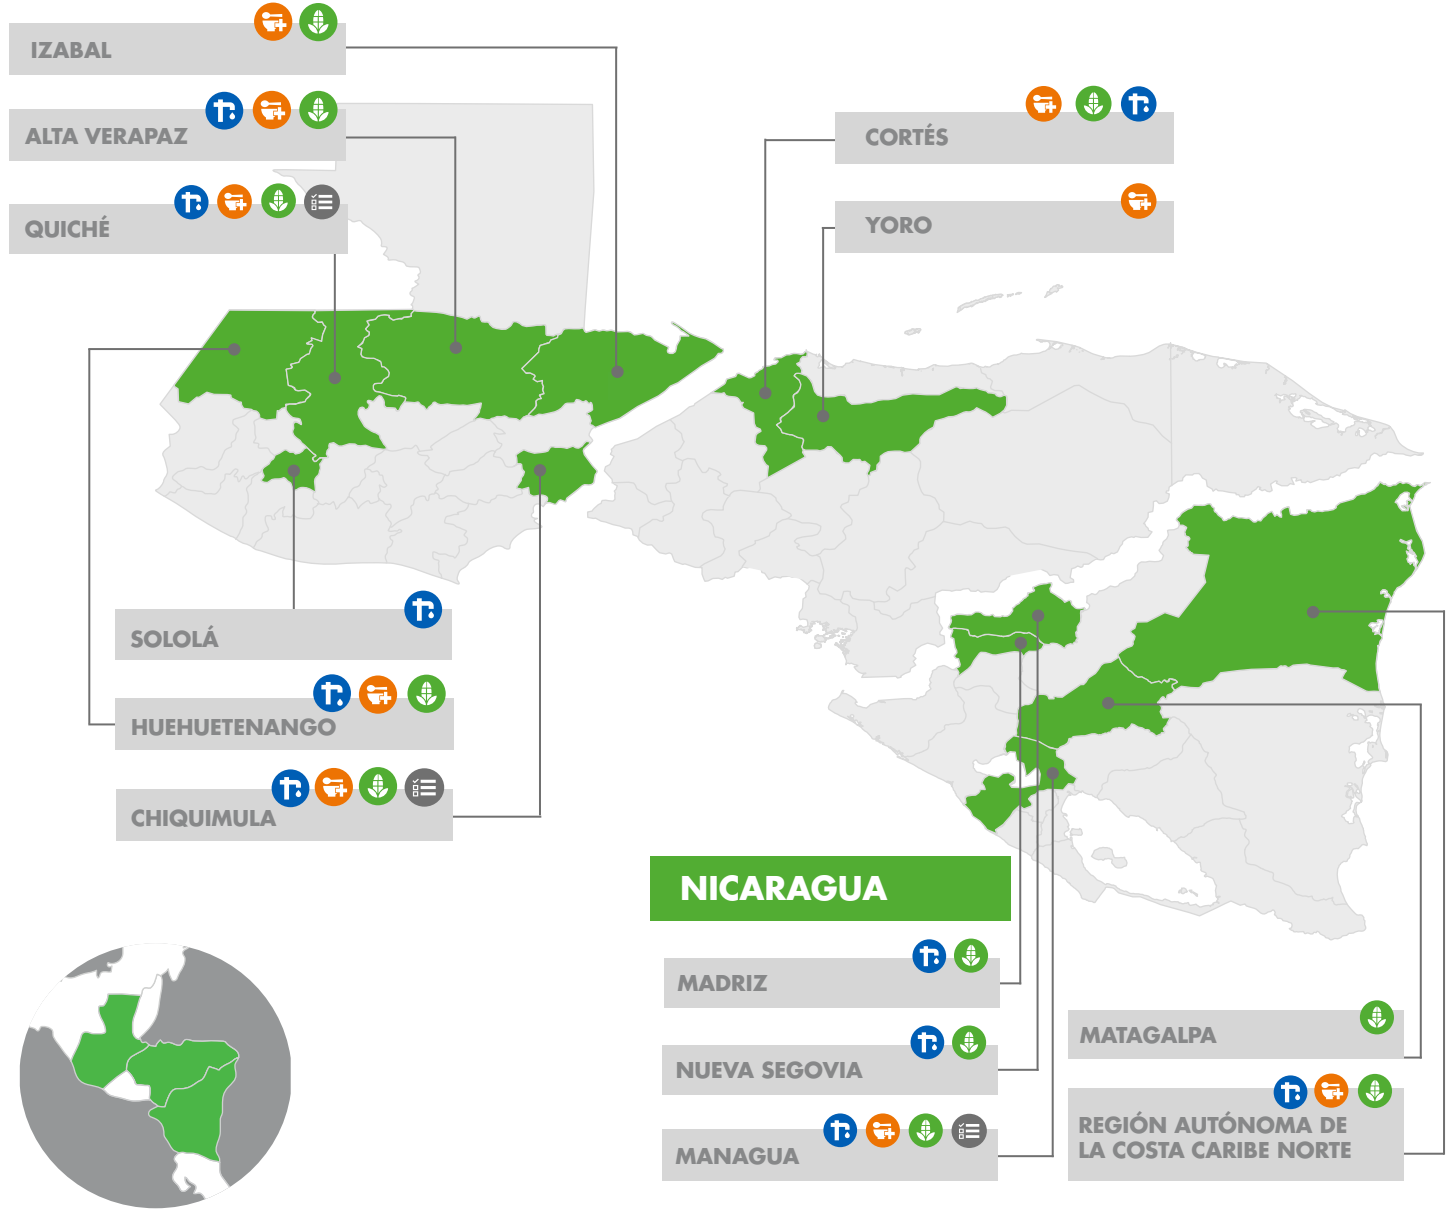 IZABAL
ALTA VERAPAZ
QUICHÉ
CORTÉS
YORO
SOLOLÁ
HUEHUETENANGO
CHIQUIMULA
NICARAGUA
MADRIZ
NUEVA SEGOVIA
MANAGUA
MATAGALPA
REGIÓN AUTÓNOMA DE
LA COSTA CARIBE NORTE